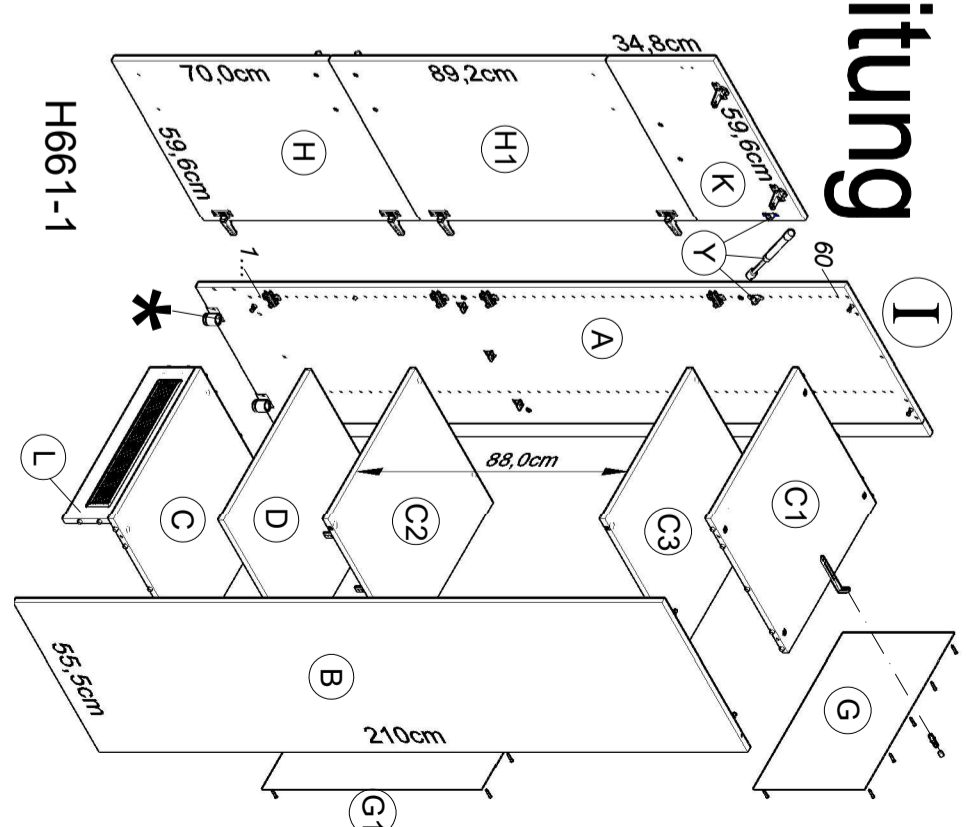 itung
I
34,8cm
59,6cm
K
89,2cm
H1
70,0cm
59,6cm
H
H661-1
Y
60
1
....
*
A
88,0cm
C1
C3
C2
D
C
L
G
B
55,5cm
210cm
G1